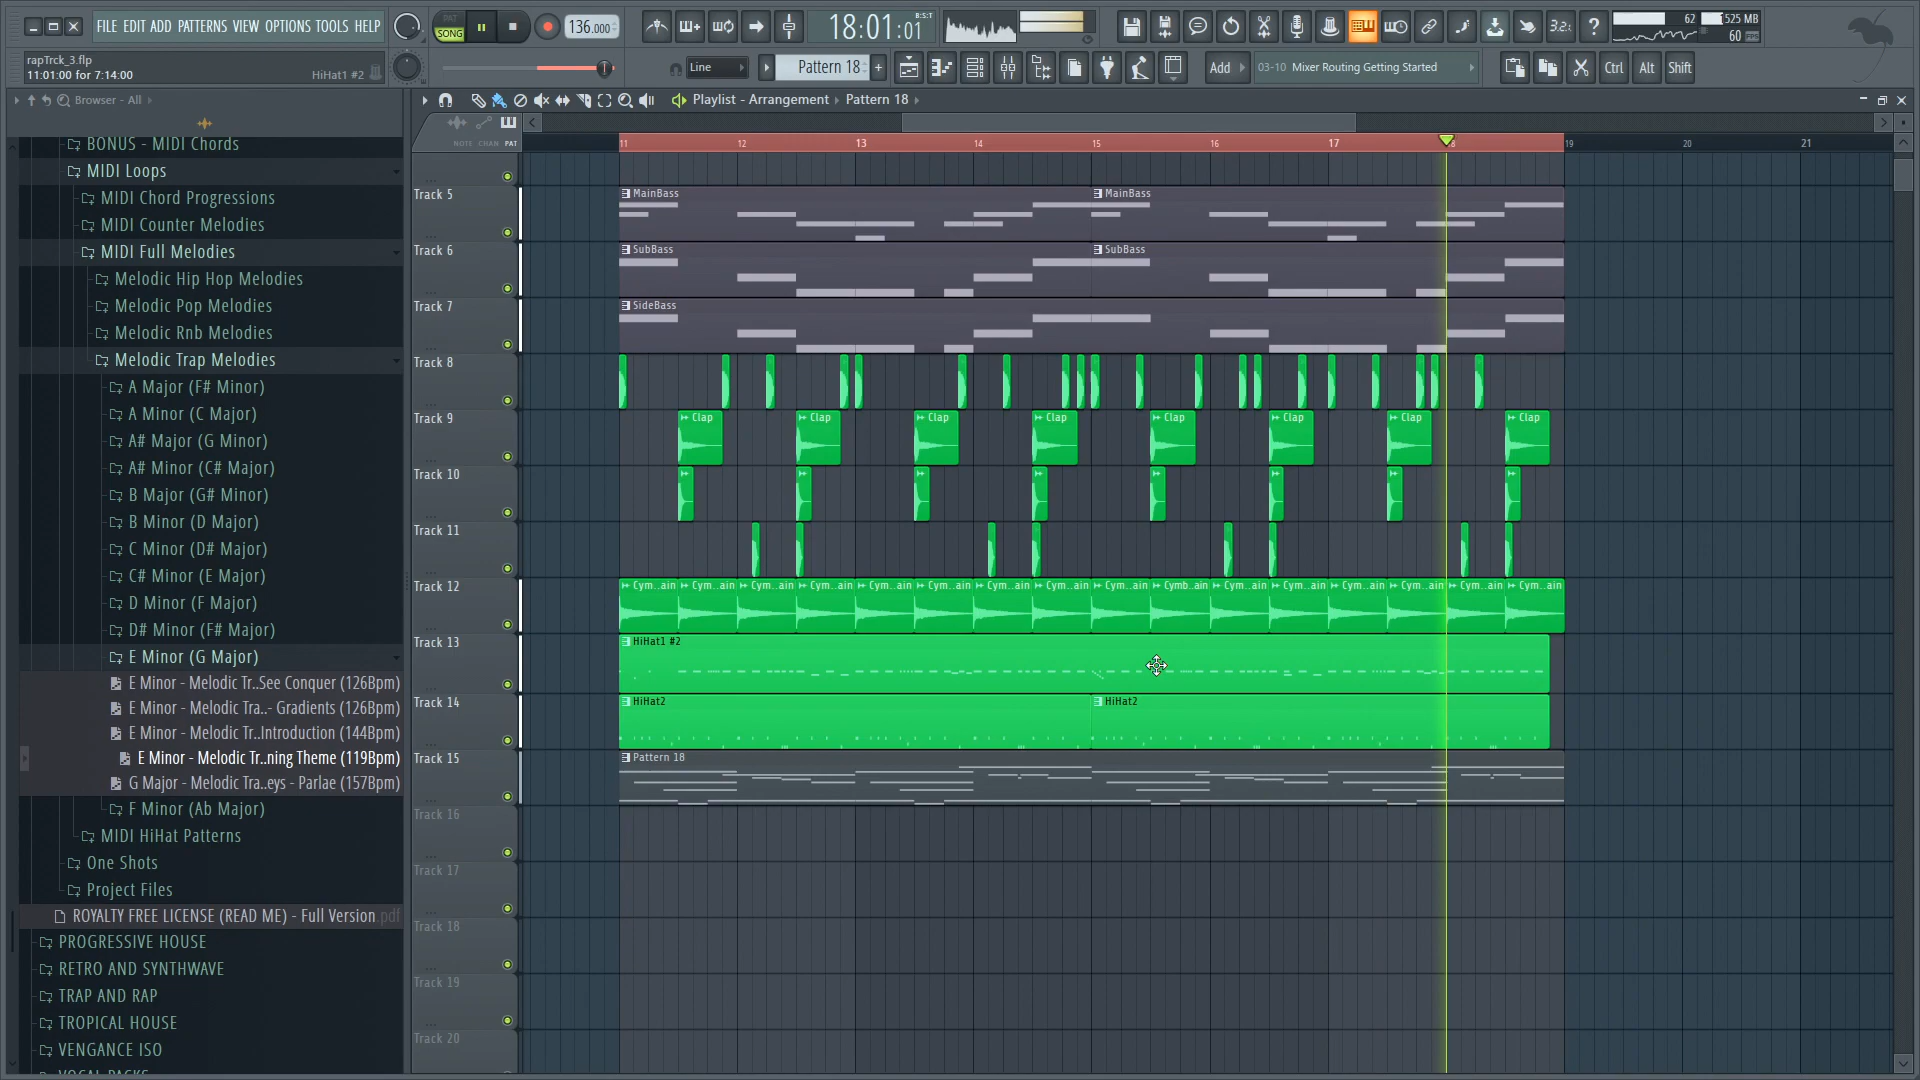 FILE EDIT ADD PATTERNS VIEW OPTIONS TOOLS HELP
PAT
SONG
136.000
18:01:01
B:S:T
3.2.:
?
62
1525 MB
60
rapTrck_3.flp
11:01:00 for 7:14:00
HiHat1 #2
Line
Pattern 18
+
Add
03-10
Mixer Routing Getting Started
Ctrl
Alt
Shift
Browser - All
Playlist - Arrangement
Pattern 18
NOTE CHAN PAT
11
12
13
14
15
16
17
8
19
20
21
BONUS - MIDI Chords
MIDI Loops
MIDI Chord Progressions
MIDI Counter Melodies
MIDI Full Melodies
Melodic Hip Hop Melodies
Melodic Pop Melodies
Melodic Rnb Melodies
Melodic Trap Melodies
A Major (F# Minor)
A Minor (C Major)
A# Major (G Minor)
A# Minor (C# Major)
B Major (G# Minor)
B Minor (D Major)
C Minor (D# Major)
C# Minor (E Major)
D Minor (F Major)
D# Minor (F# Major)
E Minor (G Major)
E Minor - Melodic Tr..See Conquer (126Bpm)
E Minor - Melodic Tra..- Gradients (126Bpm)
E Minor - Melodic Tr..Introduction (144Bpm)
E Minor - Melodic Tr..ning Theme (119Bpm)
G Major - Melodic Tra..eys - Parlae (157Bpm)
F Minor (Ab Major)
MIDI HiHat Patterns
One Shots
Project Files
ROYALTY FREE LICENSE (READ ME) - Full Version.pdf
PROGRESSIVE HOUSE
RETRO AND SYNTHWAVE
TRAP AND RAP
TROPICAL HOUSE
VENGANCE ISO
VOCAL PACKS
Track 5
MainBass
MainBass
Track 6
SubBass
SubBass
Track 7
SideBass
Track 8
Track 9
Clap
Clap
Clap
Clap
Clap
Clap
Clap
Clap
Track 10
Track 11
Track 12
Cym..ain
Cym..ain
Cym..ain
Cym..ain
Cym..ain
Cym..ain
Cym..ain
Cym..ain
Cym..ain
Cymb..ain
Cym..ain
Cym..ain
Cym..ain
Cym..ain
Cym..ain
Cym..ain
Track 13
HiHat1 #2
Track 14
HiHat2
HiHat2
Track 15
Pattern 18
Track 16
Track 17
Track 18
Track 19
Track 20